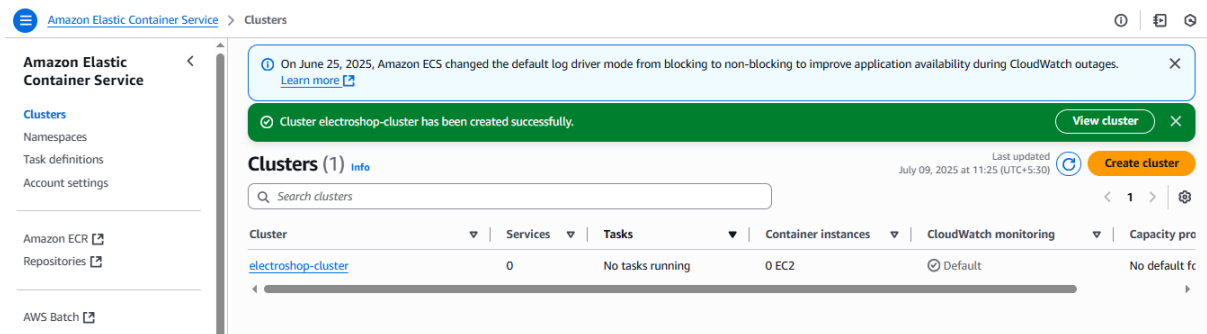 Amazon Elastic Container Service > Clusters
Amazon Elastic
Container Service
Clusters
Namespaces
Task definitions
Account settings
Amazon ECR
Repositories
AWS Batch
On June 25, 2025, Amazon ECS changed the default log driver mode from blocking to non-blocking to improve application availability during CloudWatch outages.
Learn more
Cluster electroshop-cluster has been created successfully.
View cluster
Clusters (1) Info
Last updated
July 09, 2025 at 11:25 (UTC+5:30)
Create cluster
Search clusters
1
Cluster Services Tasks Container instances CloudWatch monitoring Capacity pro
electroshop-cluster 0 No tasks running 0 EC2 Default No default fo